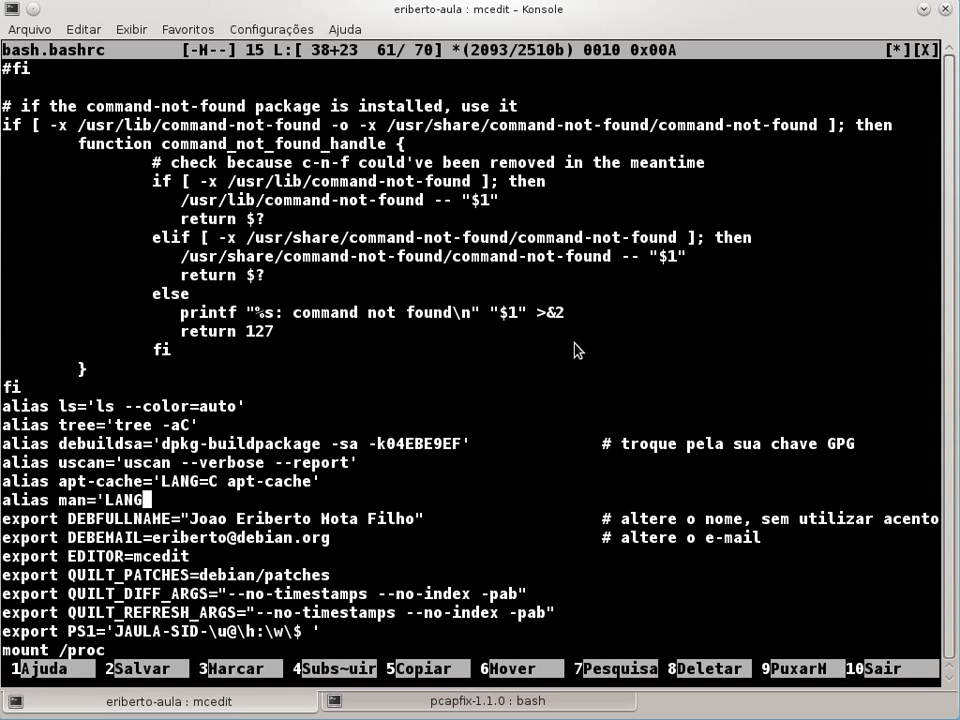 eriberto-aula : mcedit – Konsole
Arquivo Editar Exibir Favoritos Configurações Ajuda
bash.bashrc [-M--] 15 L:[ 38+23 61/ 70] *(2093/2510b) 0010 0x00A [*][X]
#fi
# if the command-not-found package is installed, use it
if [ -x /usr/lib/command-not-found -o -x /usr/share/command-not-found/command-not-found ]; then
function command_not_found_handle {
# check because c-n-f could've been removed in the meantime
if [ -x /usr/lib/command-not-found ]; then
/usr/lib/command-not-found -- "$1"
return $?
elif [ -x /usr/share/command-not-found/command-not-found ]; then
/usr/share/command-not-found/command-not-found -- "$1"
return $?
else
printf "%s: command not found\n" "$1" >&2
return 127
fi
}
fi
alias ls='ls --color=auto'
alias tree='tree -aC'
alias debuildsa='dpkg-buildpackage -sa -k04EBE9EF' # troque pela sua chave GPG
alias uscan='uscan --verbose --report'
alias apt-cache='LANG=C apt-cache'
alias man='LANG
export DEBFULLNAME="Joao Eriberto Mota Filho" # altere o nome, sem utilizar acento
export DEBEMAIL=eriberto@debian.org # altere o e-mail
export EDITOR=mcedit
export QUILT_PATCHES=debian/patches
export QUILT_DIFF_ARGS="--no-timestamps --no-index -pab"
export QUILT_REFRESH_ARGS="--no-timestamps --no-index -pab"
export PS1='JAULA-SID-\u@\h:\w\$ '
mount /proc
1Ajuda 2Salvar 3Marcar 4Subs~uir 5Copiar 6Mover 7Pesquisa 8Deletar 9PuxarM 10Sair
eriberto-aula : mcedit pcapfix-1.1.0 : bash